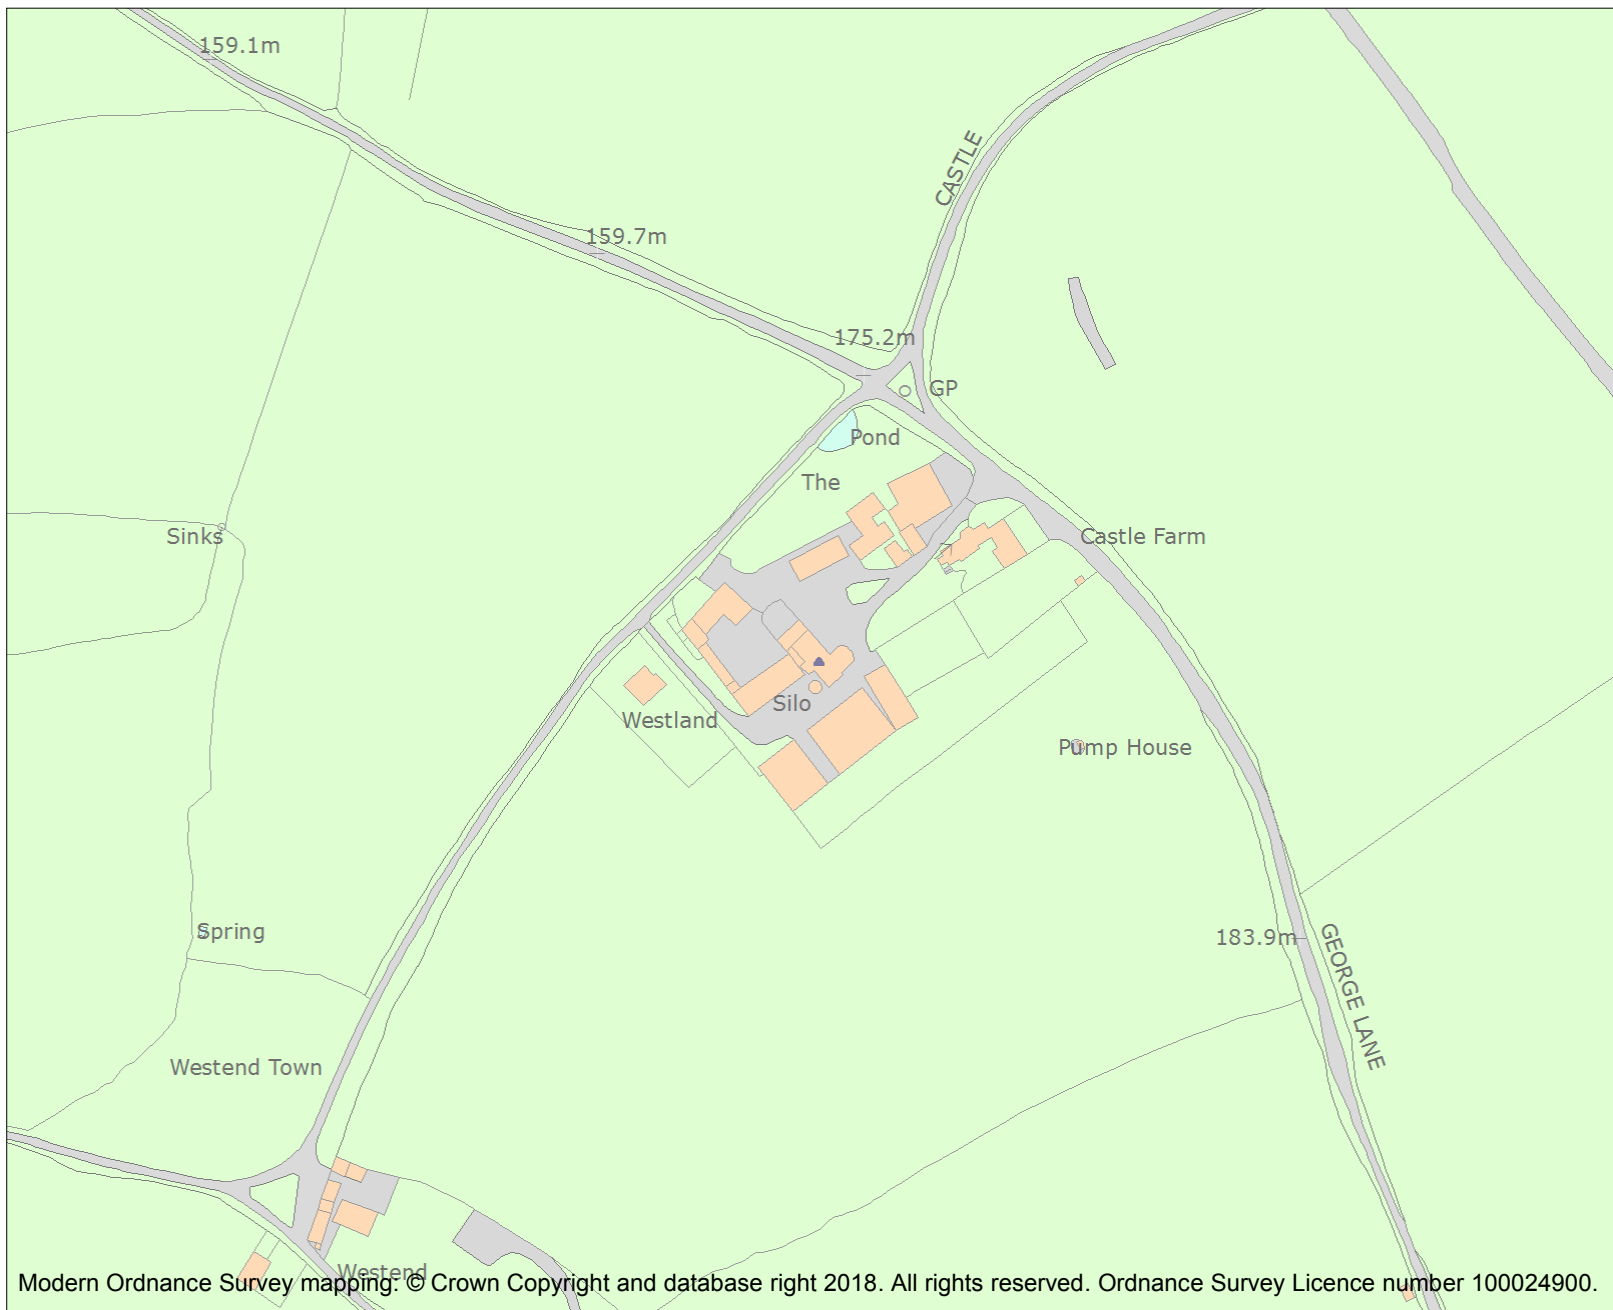 159.1m
CASTLE
159.7m
175.2m
GP
Pond
The
Sinks
Castle Farm
Silo
Westland
Pump House
Spring
183.9m
GEORGE LANE
Westend Town
Westend
Modern Ordnance Survey mapping: © Crown Copyright and database right 2018. All rights reserved. Ordnance Survey Licence number 100024900.